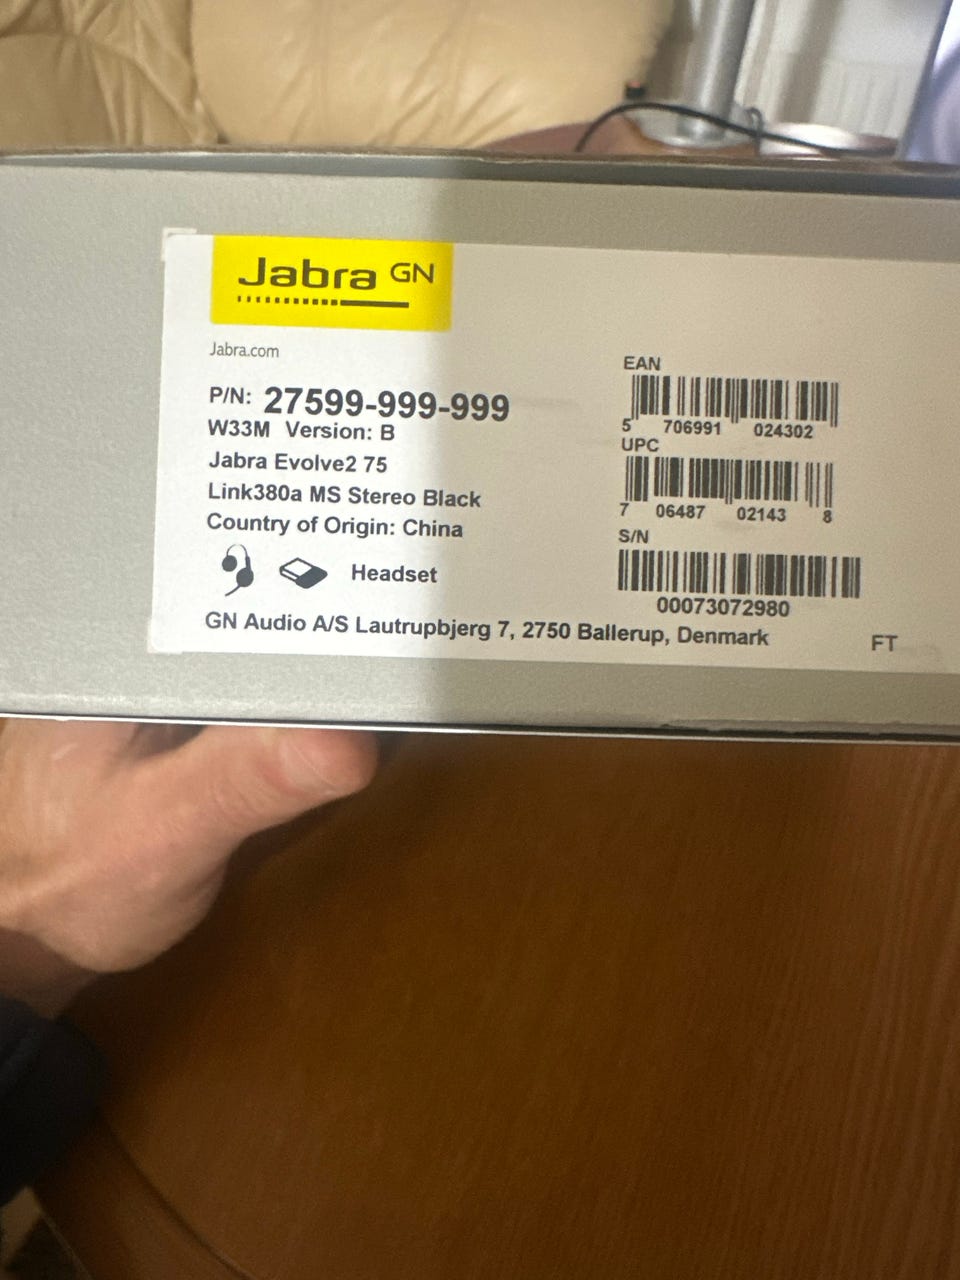 Jabra GN
Jabra.com
P/N: 27599-999-999
W33M Version: B
Jabra Evolve2 75
Link380a MS Stereo Black
Country of Origin: China
Headset
GN Audio A/S Lautrupbjerg 7, 2750 Ballerup, Denmark
EAN
5 706991 024302
UPC
7 06487 02143 8
S/N
00073072980
FT